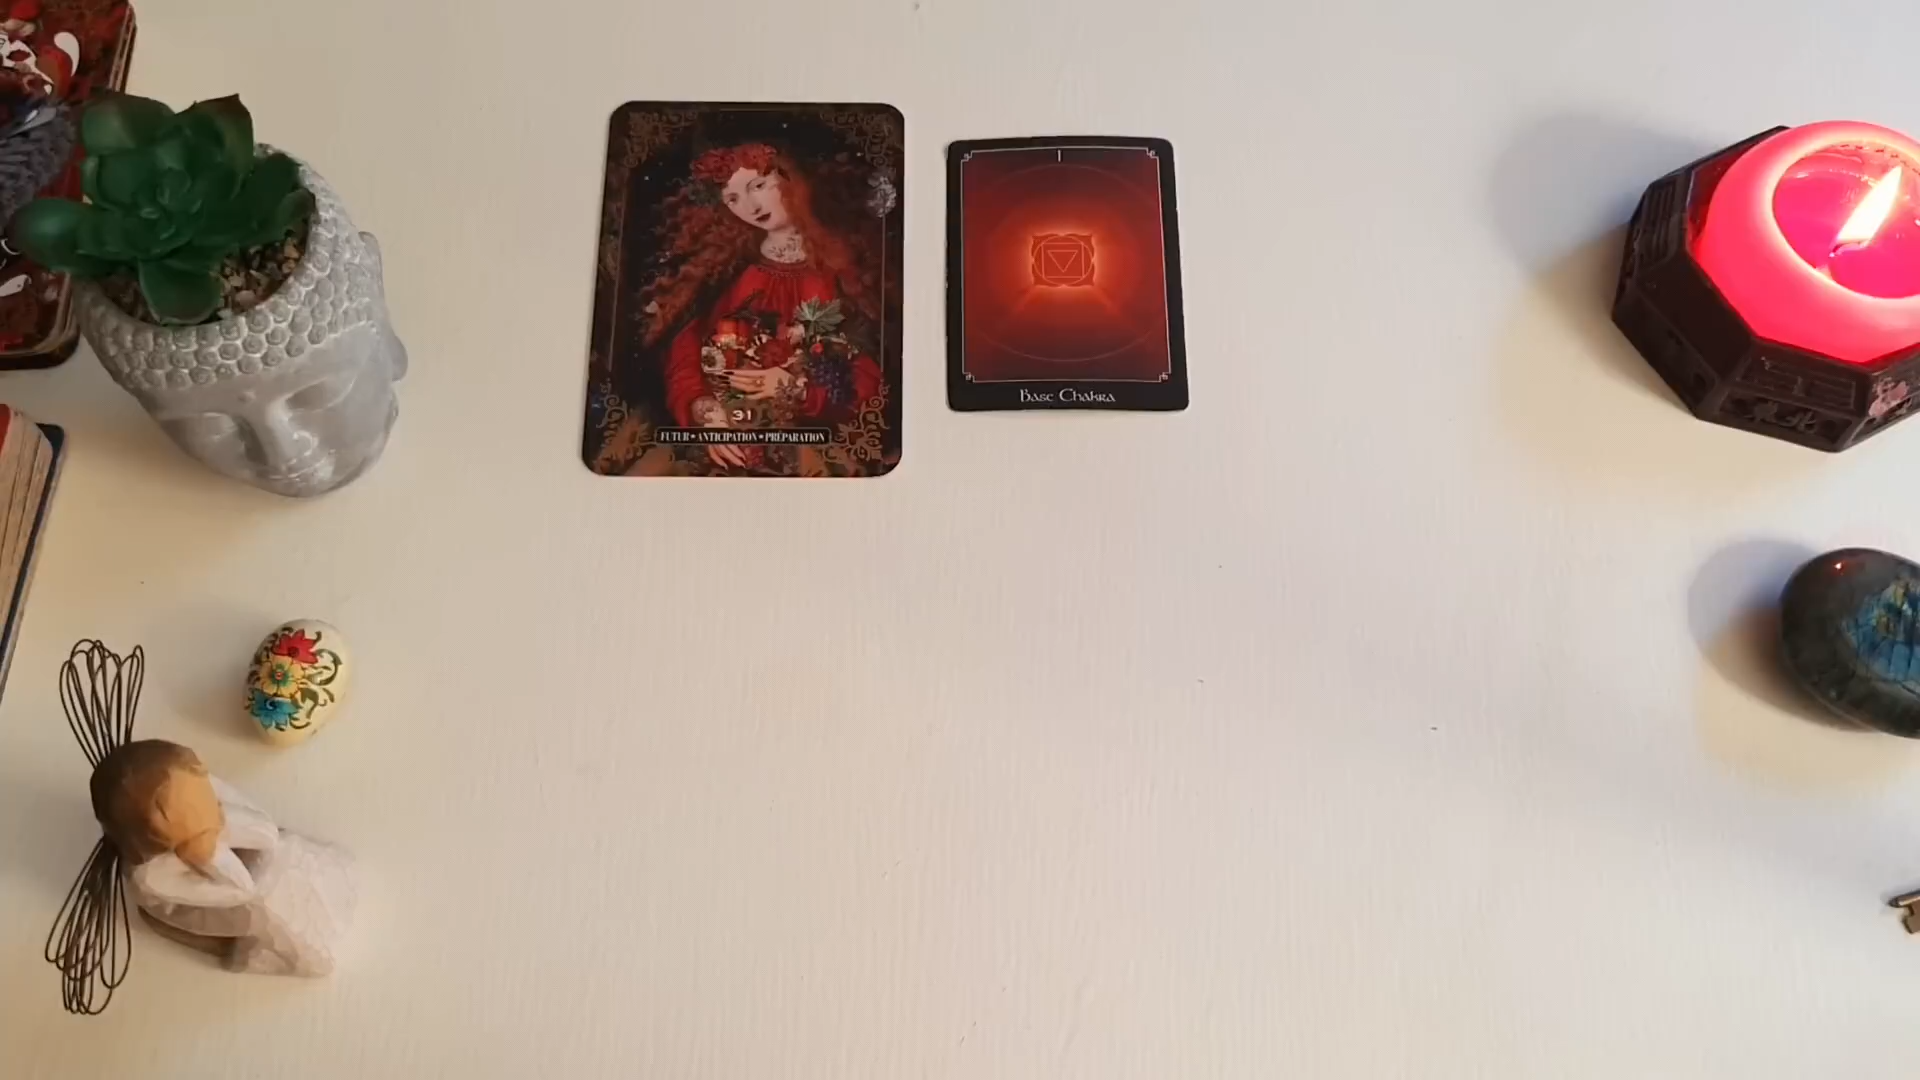 31
FUTUR • ANTICIPATION • PRÉPARATION
I
Base Chakra